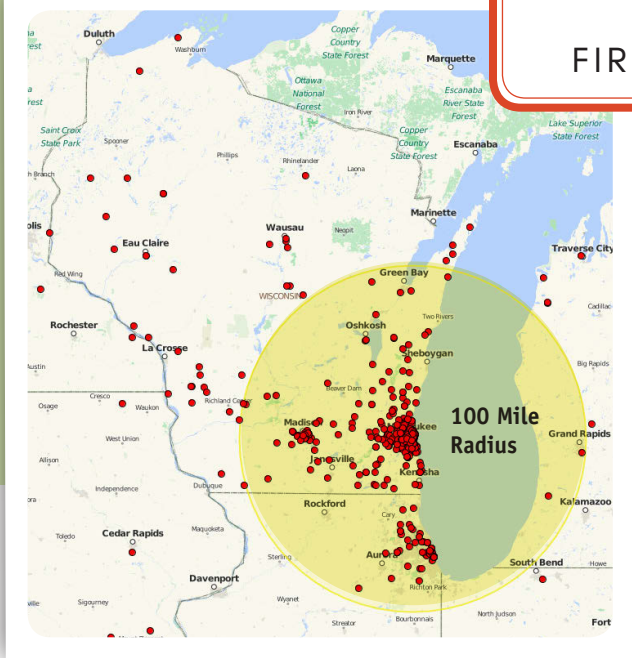 FIR
Duluth
Washburn
Copper
Country
State Forest
Marquette
Ottawa
National
Forest
Iron River
Escanaba
River State
Forest
Lake Superior
State Forest
Saint Croix
State Park
Spooner
Phillips
Rhinelander
Laona
Copper
Country
State Forest
Escanaba
h Branch
Marinette
olis
Eau Claire
Wausau
Neopit
Traverse City
Red Wing
Green Bay
WISCONSIN
Cadillac
Rochester
Oshkosh
Two Rivers
La Crosse
Sheboygan
Big Rapids
Austin
Osage
Cresco
Waukon
Richland Center
Beaver Dam
100 Mile
Radius
Grand Rapids
West Union
Allison
Janesville
Kenosha
Independence
Dubuque
Rockford
Kalamazoo
ora
Cary
Toledo
Cedar Rapids
Maquoketa
Sterling
Aurora
South Bend
Howe
Davenport
Richton Park
ville
Sigourney
Wyanet
Streator
Bourbonnais
North Judson
Fort